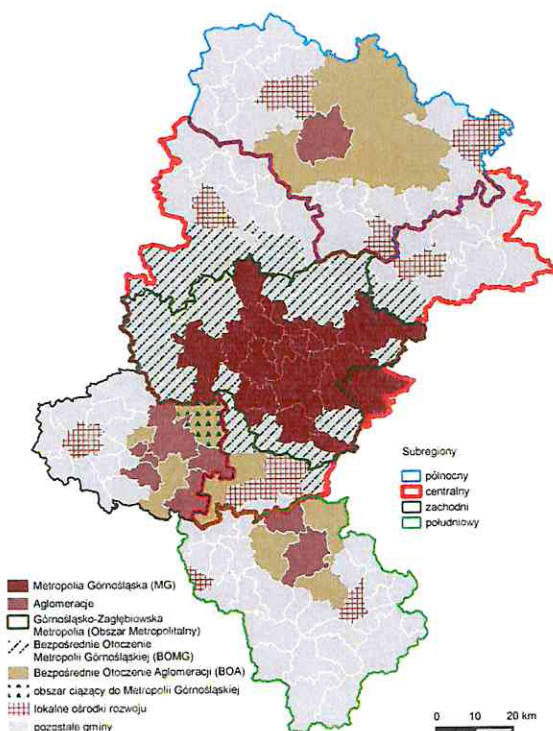 Subregiony
północny
centralny
zachodni
południowy
Metropolia Górnośląska (MG)
Aglomeracje
Górnośląsko-Zagłębiowska
Metropolia (Obszar Metropolitalny)
Bezpośrednie Otoczenie
Metropolii Górnośląskiej (BOMG)
Bezpośrednie Otoczenie Aglomeracji (BOA)
obszar ciążący do Metropolii Górnośląskiej
lokalne ośrodki rozwoju
pozostałe gminy
0 10 20 km